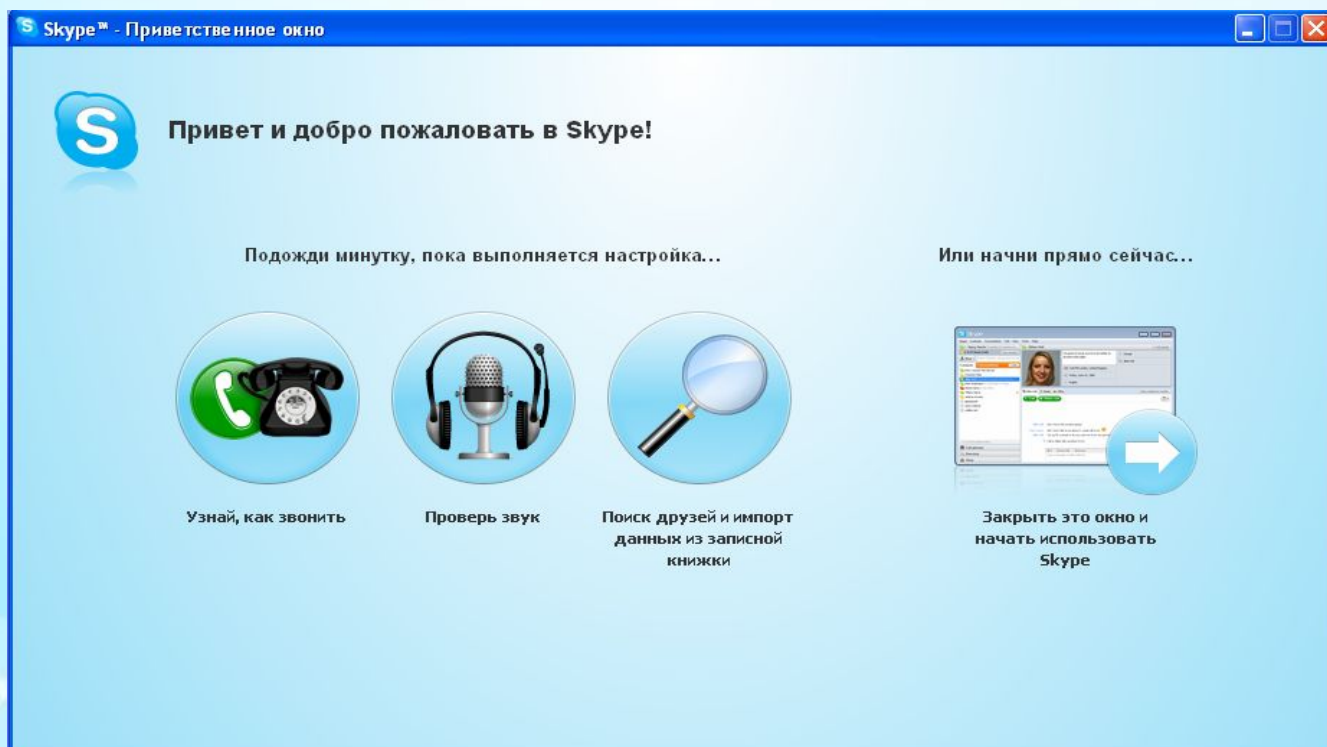 Skype™ - Приветственное окно
Привет и добро пожаловать в Skype!
Подожди минутку, пока выполняется настройка...
Или начни прямо сейчас...
Узнай, как звонить
Проверь звук
Поиск друзей и импорт
данных из записной
книжки
Закрыть это окно и
начать использовать
Skype